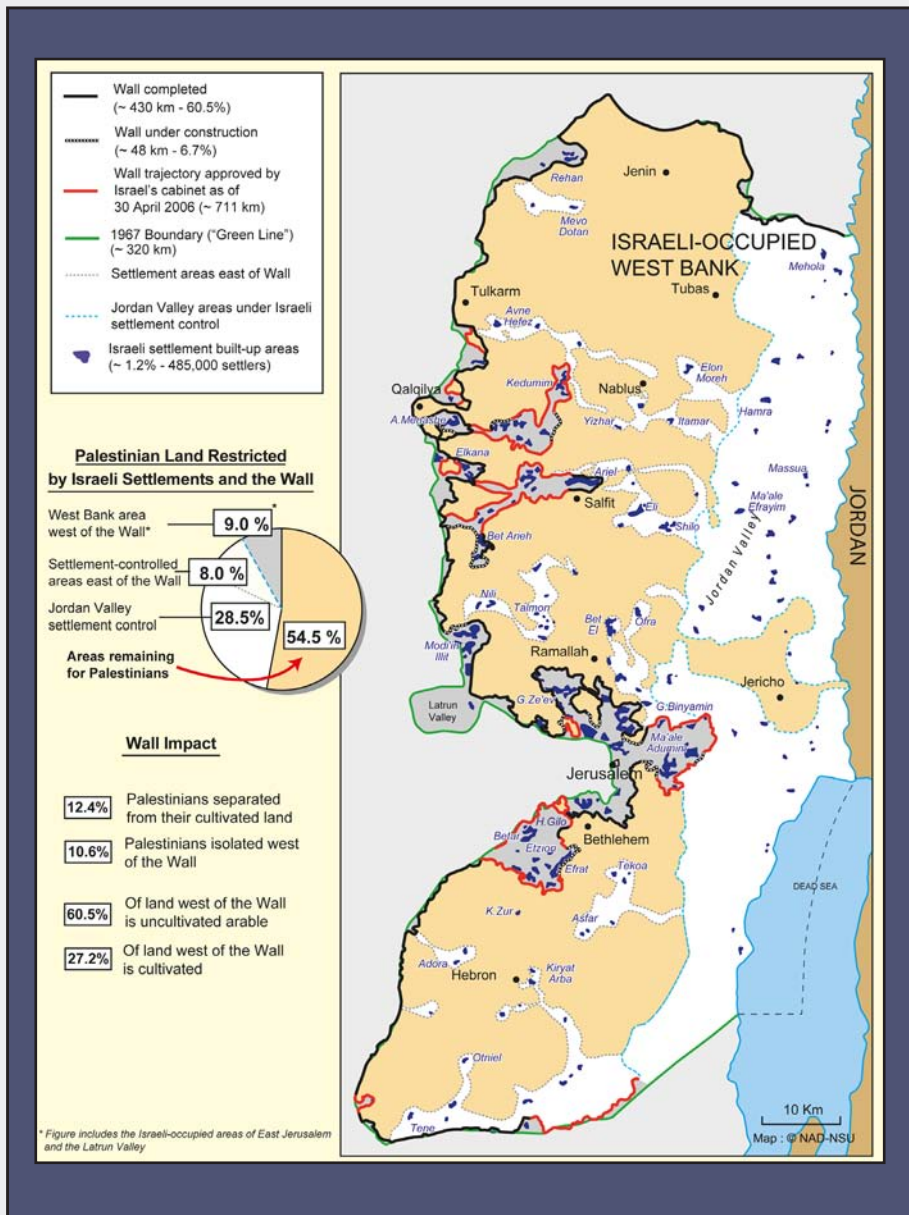 Wall completed
(~ 430 km - 60.5%)
Wall under construction
(~ 48 km - 6.7%)
Wall trajectory approved by
Israel's cabinet as of
30 April 2006 (~ 711 km)
1967 Boundary ("Green Line")
(~ 320 km)
Settlement areas east of Wall
Jordan Valley areas under Israeli
settlement control
Israeli settlement built-up areas
(~ 1.2% - 485,000 settlers)
Palestinian Land Restricted
by Israeli Settlements and the Wall
West Bank area
west of the Wall*
9.0 %
*
Settlement-controlled
areas east of the Wall
8.0 %
Jordan Valley
settlement control
28.5%
54.5 %
Areas remaining
for Palestinians
Wall Impact
12.4%
Palestinians separated
from their cultivated land
10.6%
Palestinians isolated west
of the Wall
60.5%
Of land west of the Wall
is uncultivated arable
27.2%
Of land west of the Wall
is cultivated
* Figure includes the Israeli-occupied areas of East Jerusalem
and the Latrun Valley
Rehan
Jenin
Mevo
Dotan
ISRAELI-OCCUPIED
WEST BANK
Mehola
Tubas
Tulkarm
Avne
Hefez
Elon
Moreh
Kedumim
Nablus
Qalqilya
Hamra
A.Menashe
Yizhar
Itamar
Elkana
Ariel
Massua
Salfit
Ma'ale
Efrayim
Eli
Shilo
Jordan Valley
JORDAN
Bet Arieh
Nili
Talmon
Bet
El
Ofra
Modi'in
Illit
Ramallah
Jericho
Latrun
Valley
G.Ze'ev
G.Binyamin
Ma'ale
Adumim
Jerusalem
H.Gilo
Betar
Bethlehem
Etzion
Efrat
Tekoa
DEAD SEA
K.Zur
Asfar
Adora
Hebron
Kiryat
Arba
Otniel
Tene
10 Km
Map : © NAD-NSU